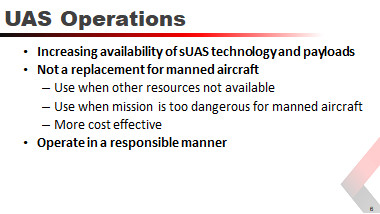 UAS Operations
• Increasing availability of sUAS technology and payloads
• Not a replacement for manned aircraft
– Use when other resources not available
– Use when mission is too dangerous for manned aircraft
– More cost effective
• Operate in a responsible manner
6